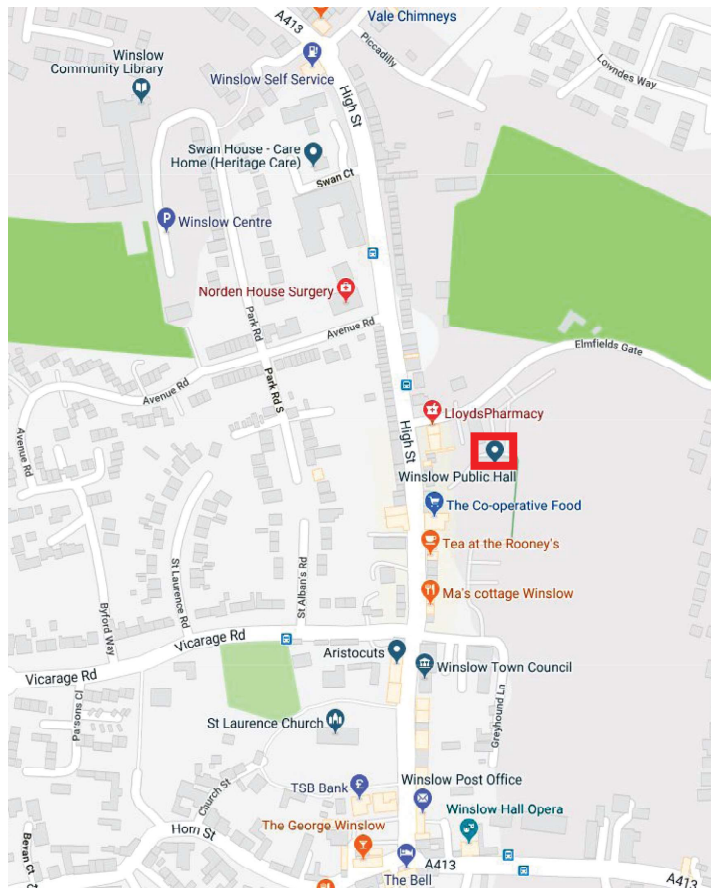 A413
Vale Chimneys
Piccadilly
Lowndes Way
Winslow
Community Library
Winslow Self Service
High St
Swan House - Care
Home (Heritage Care)
Swan Ct
P
Winslow Centre
Norden House Surgery
Park Rd
Avenue Rd
Elmfields Gate
Avenue Rd
Park Rd S
LloydsPharmacy
High St
Winslow Public Hall
The Co-operative Food
Tea at the Rooney's
St Laurence Rd
St Alban's Rd
Ma's cottage Winslow
Byford Way
Vicarage Rd
Vicarage Rd
Aristocuts
Winslow Town Council
Parsons Cl
Greyhound Ln
St Laurence Church
TSB Bank
£
Winslow Post Office
Church St
Winslow Hall Opera
Horn St
The George Winslow
Beran Ct
A413
The Bell
A413